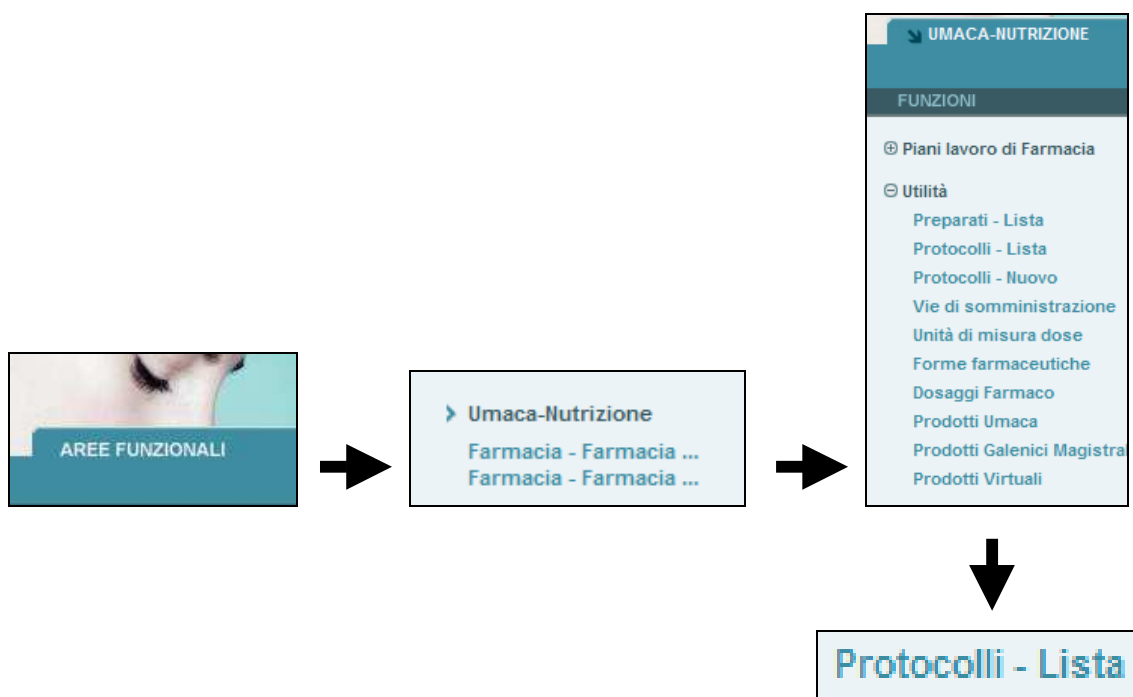 AREE FUNZIONALI
Umaca-Nutrizione
Farmacia - Farmacia ...
Farmacia - Farmacia ...
UMACA-NUTRIZIONE
FUNZIONI
Piani lavoro di Farmacia
Utilità
Preparati - Lista
Protocolli - Lista
Protocolli - Nuovo
Vie di somministrazione
Unità di misura dose
Forme farmaceutiche
Dosaggi Farmaco
Prodotti Umaca
Prodotti Galenici Magistral
Prodotti Virtuali
Protocolli - Lista